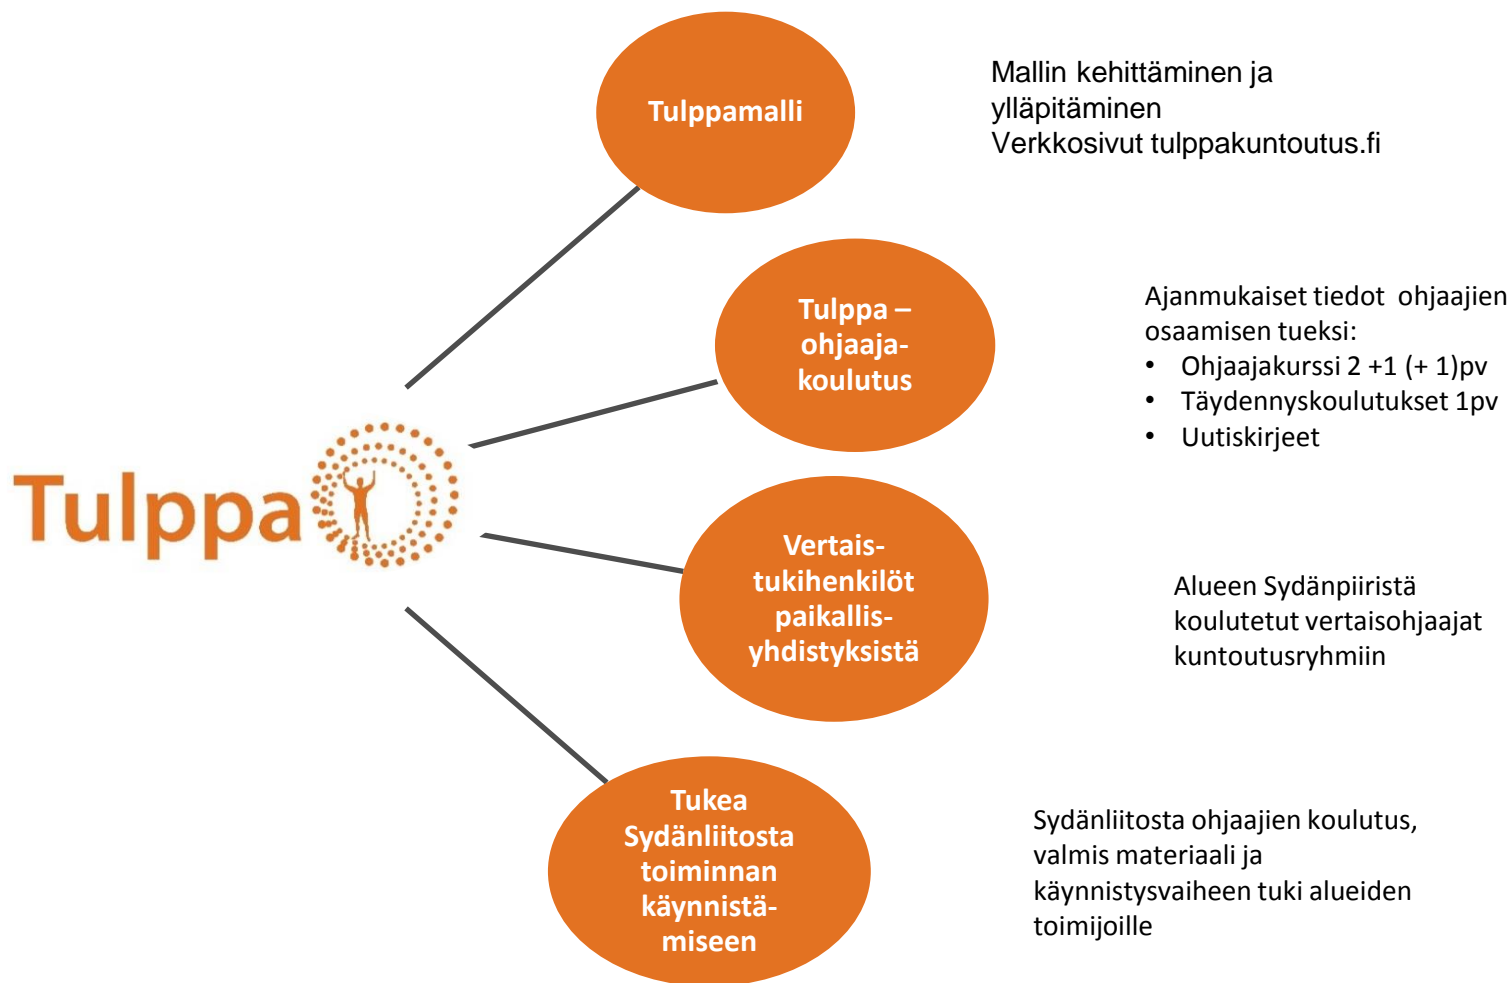 Tulppamalli
Mallin kehittäminen ja
ylläpitäminen
Verkkosivut tulppakuntoutus.fi
Tulppa –
ohjaaja-
koulutus
Ajanmukaiset tiedot ohjaajien
osaamisen tueksi:
• Ohjaajakurssi 2 +1 (+ 1)pv
• Täydennyskoulutukset 1pv
• Uutiskirjeet
Tulppa
Vertais-
tukihenkilöt
paikallis-
yhdistyksistä
Alueen Sydänpiiristä
koulutetut vertaisohjaajat
kuntoutusryhmiin
Tukea
Sydänliitosta
toiminnan
käynnistä-
miseen
Sydänliitosta ohjaajien koulutus,
valmis materiaali ja
käynnistysvaiheen tuki alueiden
toimijoille